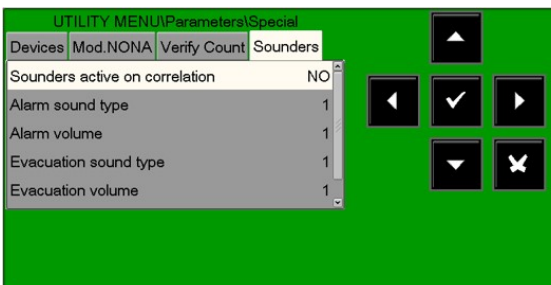 UTILITY MENU\Parameters\Special
Devices Mod.NONA Verify Count Sounders
Sounders active on correlation NO
Alarm sound type 1
Alarm volume 1
Evacuation sound type 1
Evacuation volume 1